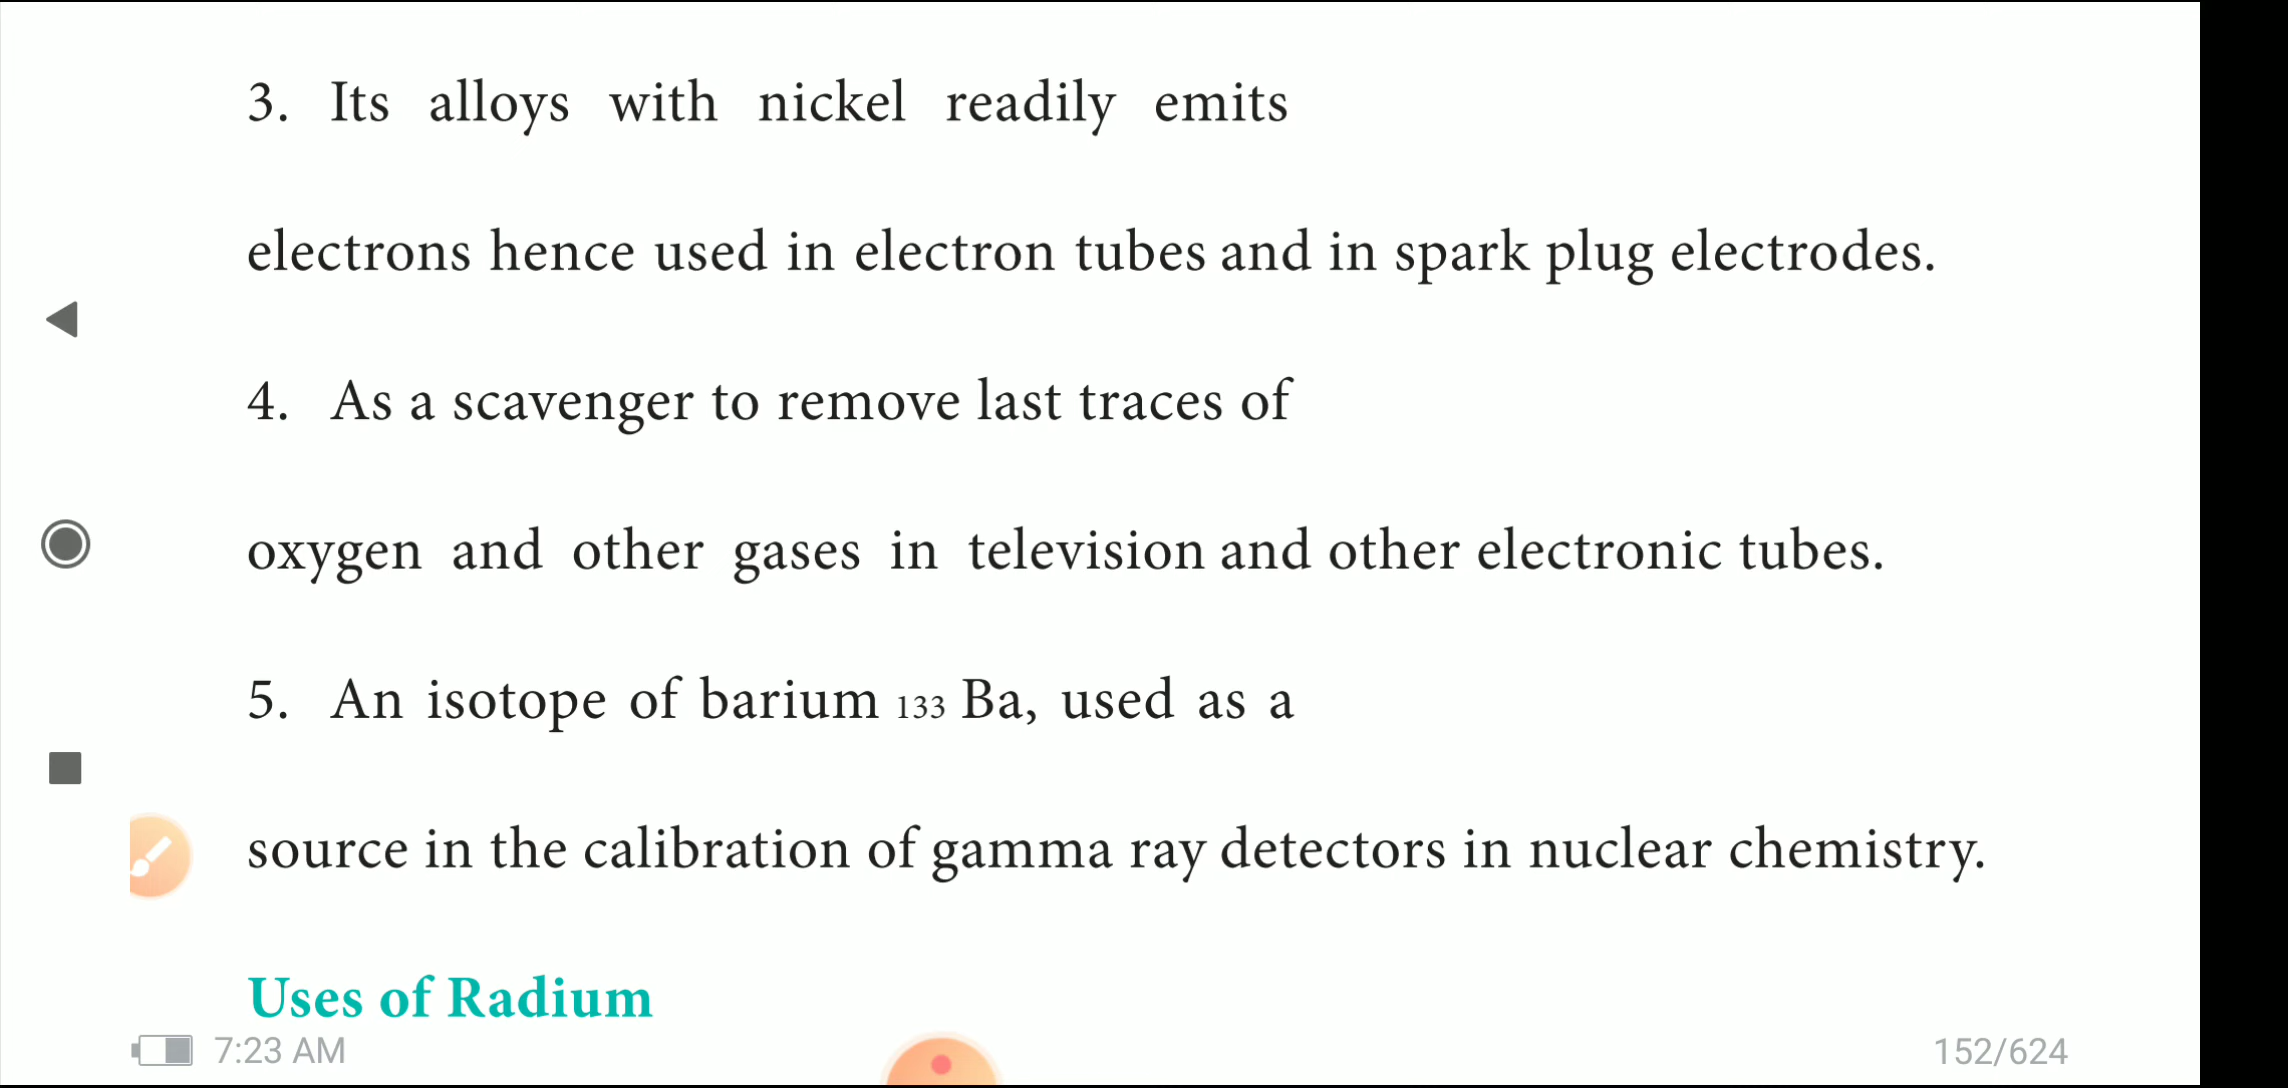 3. Its alloys with nickel readily emits
electrons hence used in electron tubes and in spark plug electrodes.
4. As a scavenger to remove last traces of
oxygen and other gases in television and other electronic tubes.
5. An isotope of barium ₁₃₃ Ba, used as a
source in the calibration of gamma ray detectors in nuclear chemistry.
Uses of Radium
7:23 AM
152/624